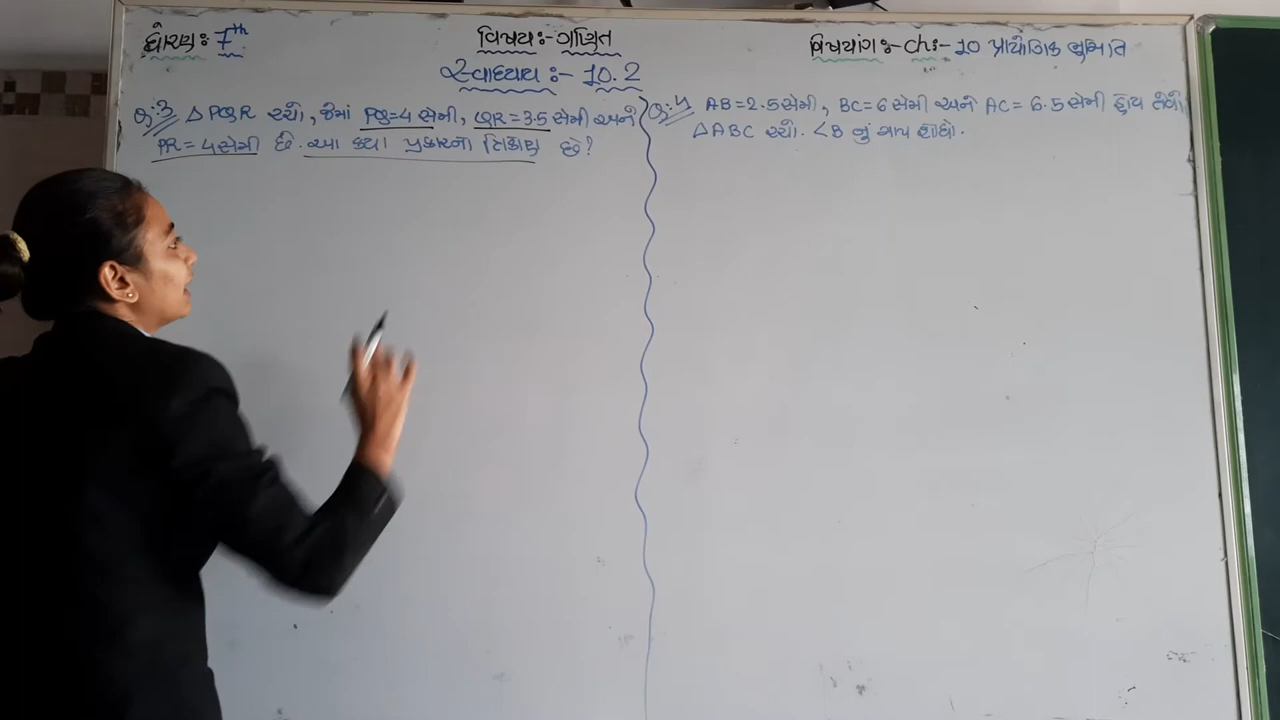 ધોરણ: 7th
વિષય:- ગણિત
વિષયાંગ:- ch:- 10 પ્રાયોગિક ભૂમિતિ
સ્વાધ્યાય:- 10.2
Q:3 △PQR રચો, જેમાં PQ=4 સેમી, QR=3.5 સેમી અને
PR=4 સેમી છે. આ કયા પ્રકારનો ત્રિકોણ છે?
Q:4 AB=2.5 સેમી, BC=6 સેમી અને AC=6.5 સેમી હોય તેવો
△ABC રચો. ∠B નું માપ શોધો.